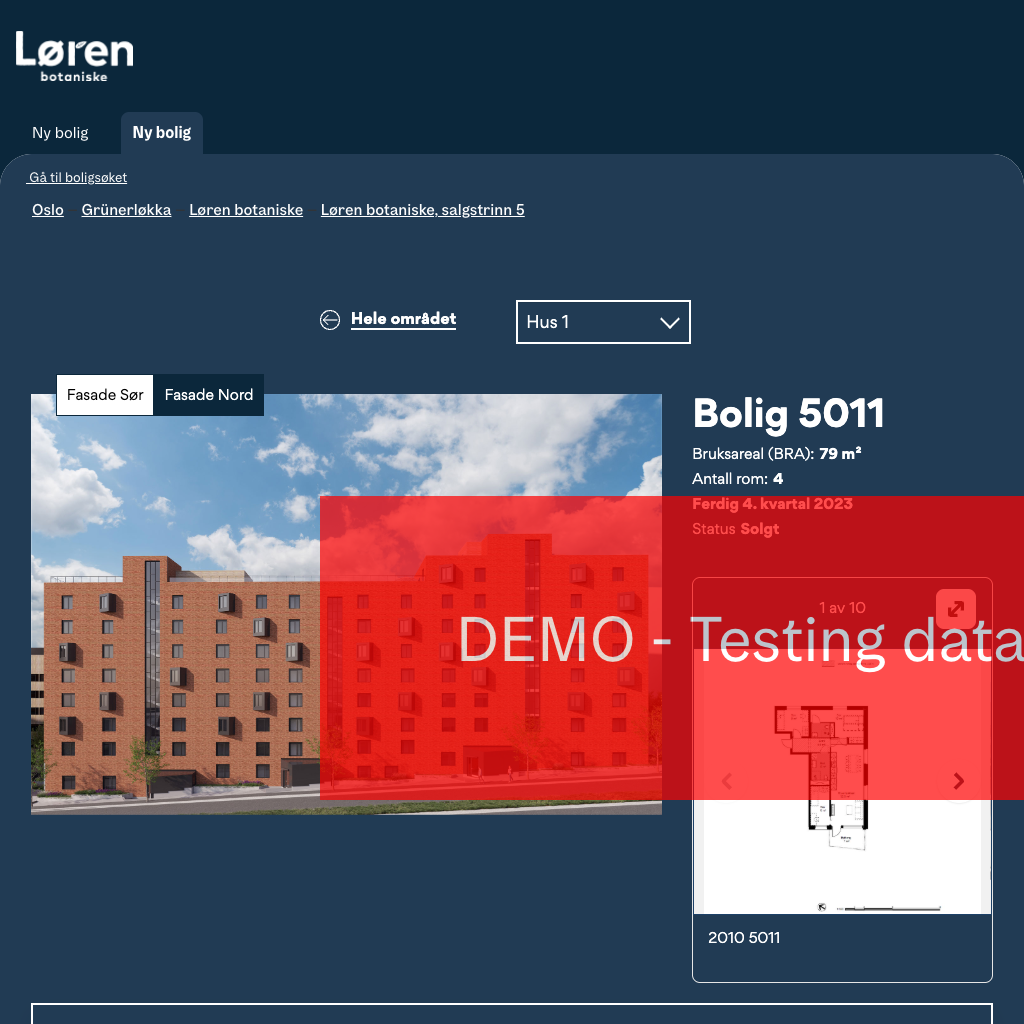 Løren
botaniske
Ny bolig
Ny bolig
Gå til boligsøket
Oslo Grünerløkka Løren botaniske Løren botaniske, salgstrinn 5
Hele området
Hus 1
Fasade Sør
Fasade Nord
Bolig 5011
Bruksareal (BRA): 79 m²
Antall rom: 4
Ferdig 4. kvartal 2023
Status Solgt
1 av 10
DEMO - Testing data
2010 5011